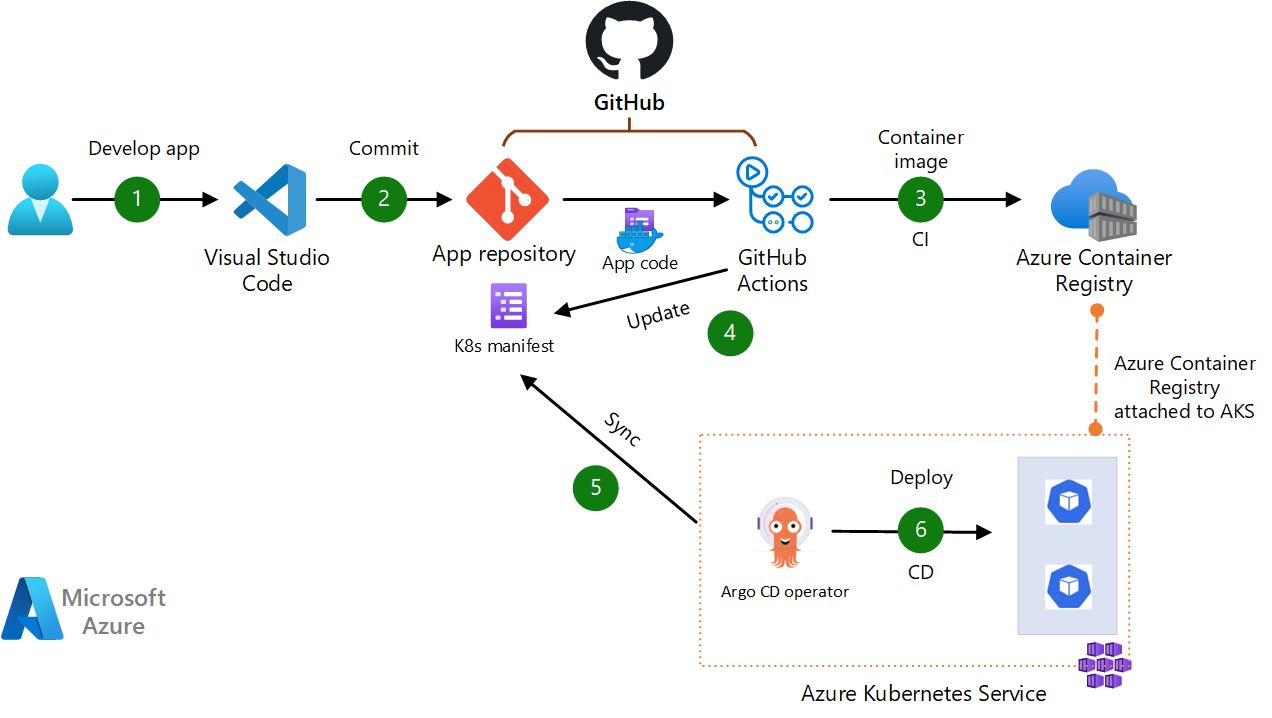 GitHub
Develop app
1
Commit
2
Container
image
3
CI
Visual Studio
Code
App repository
App code
GitHub
Actions
Azure Container
Registry
Update
4
K8s manifest
Azure Container
Registry
attached to AKS
Sync
5
Deploy
6
CD
Argo CD operator
Microsoft
Azure
Azure Kubernetes Service